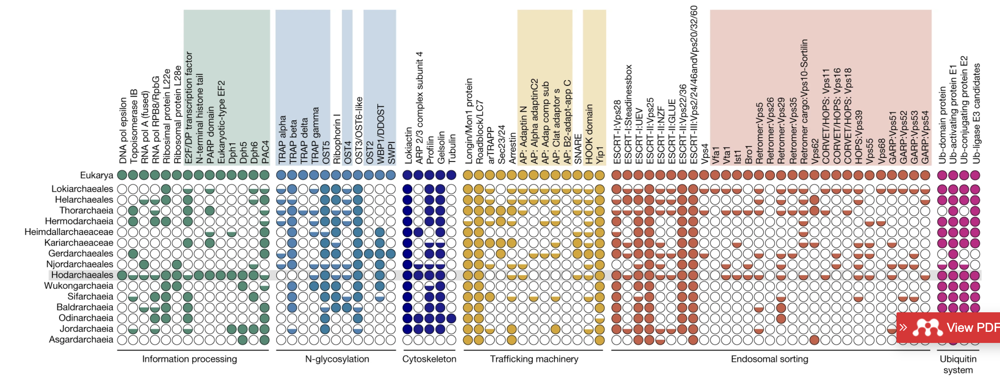 DNA pol epsilon
Topoisomerase IB
RNA pol A (fused)
RNA pol RPB8/RpbG
Ribosimal protein L22e
Ribosomal protein L28e
E2F/DP transcription factor
N-terminal histone tail
PARP domain
Eukaryotic-type EF2
Dph1
Dph5
Dph6
PAC4
TRAP alpha
TRAP beta
TRAP delta
TRAP gamma
OST5
Ribophorin I
OST4
OST3/OST6-like
OST2
WBP1/DDOST
SWPI
Lokiactin
ARP 2/3 complex subunit 4
Profilin
Gelsolin
Tubulin
Longin/Mon1 protein
Roadblock/LC7
arTRAPP
Sec23/24
Arrestin
AP: Adaptin N
AP: Alpha adaptinC2
AP: Adap comp sub
AP: Clat adaptor s
AP: B2-adapt-app C
SNARE
HOOK domain
Yip1
ESCRT-I:Vps28
ESCRT-I:Steadinessbox
ESCRT-I:UEV
ESCRT-II:Vps25
ESCRT-II:NZF
ESCRT-II:GLUE
ESCRT-II:Vps22/36
ESCRT-III:Vps2/24/46andVps20/32/60
Vps4
Vfa1
Vta1
Ist1
Bro1
Retromer:Vps5
Retromer:Vps26
Retromer:Vps29
Retromer:Vps35
Retromer cargo:Vps10-Sortilin
Vps62
CORVET/HOPS: Vps11
CORVET/HOPS: Vps16
CORVET/HOPS: Vps18
HOPS:Vps39
Vps55
Vps68
GARP:Vps51
GARP:Vps52
GARP:Vps53
GARP:Vps54
Ub-domain protein
Ub-activating protein E1
Ub-conjugating protein E2
Ub-ligase E3 candidates
Eukarya
Lokiarchaeales
Helarchaeales
Thorarchaeia
Hermodarchaeia
Heimdallarchaeaceae
Kariarchaeaceae
Gerdarchaeales
Njordarchaeales
Hodarchaeales
Wukongarchaeia
Sifarchaeia
Baldrarchaeia
Odinarchaeia
Jordarchaeia
Asgardarchaeia
» View PDF
Information processing
N-glycosylation
Cytoskeleton
Trafficking machinery
Endosomal sorting
Ubiquitin
system